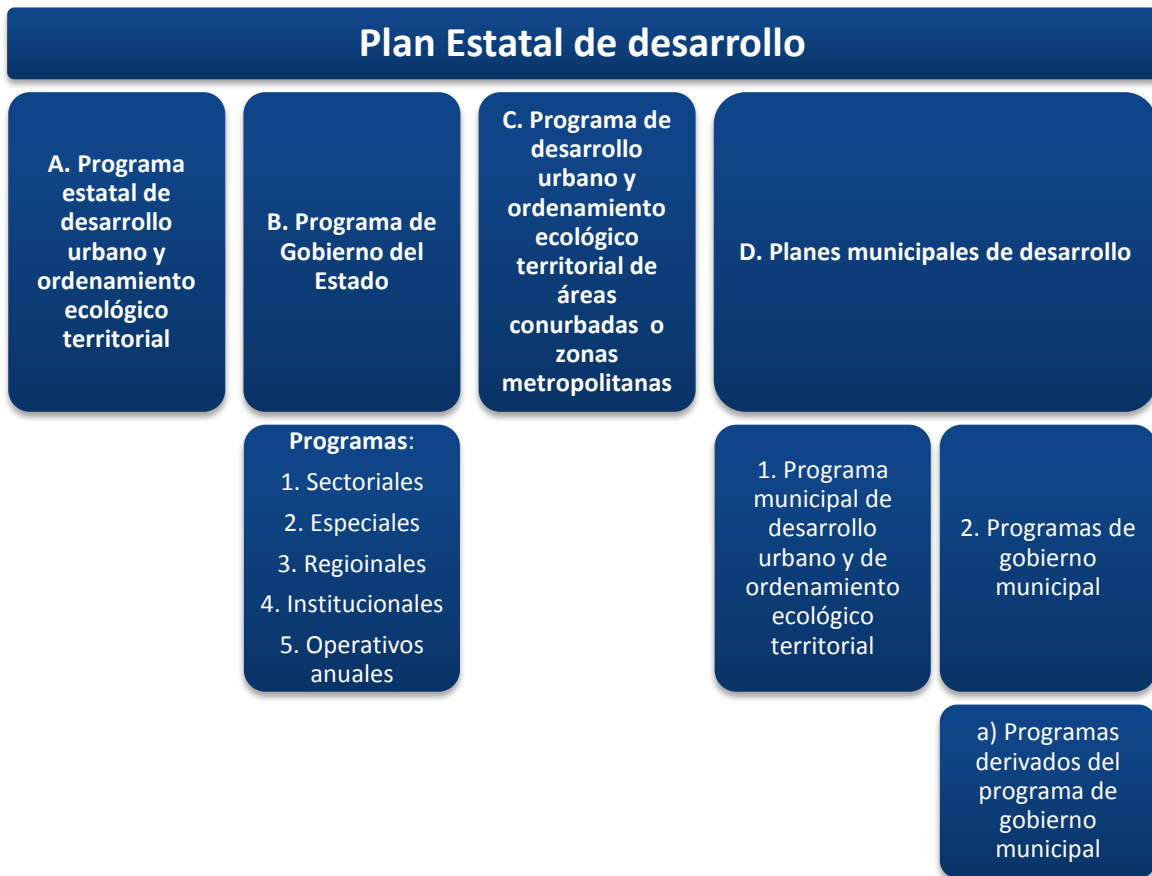 Plan Estatal de desarrollo
A. Programa
estatal de
desarrollo
urbano y
ordenamiento
ecológico
territorial
B. Programa de
Gobierno del
Estado
C. Programa de
desarrollo
urbano y
ordenamiento
ecológico
territorial de
áreas
conurbadas o
zonas
metropolitanas
D. Planes municipales de desarrollo
Programas:
1. Sectoriales
2. Especiales
3. Regioinales
4. Institucionales
5. Operativos
anuales
1. Programa
municipal de
desarrollo
urbano y de
ordenamiento
ecológico
territorial
2. Programas de
gobierno
municipal
a) Programas
derivados del
programa de
gobierno
municipal